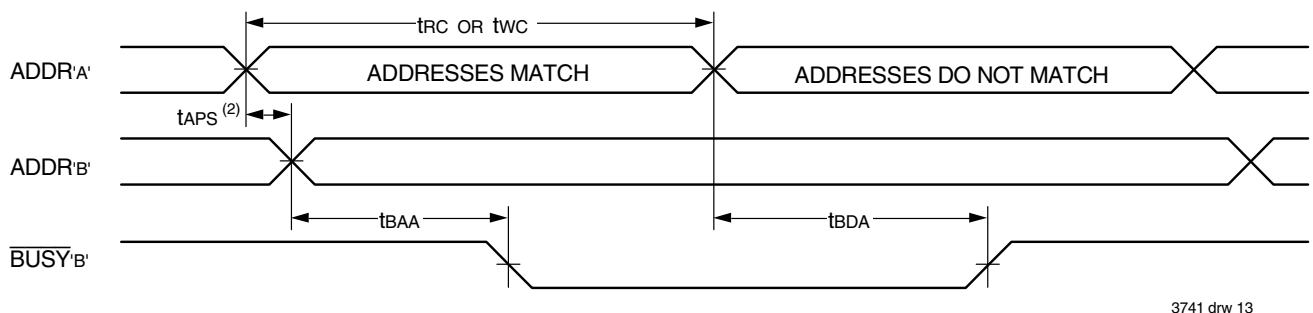 tRC OR tWC
ADDR'A'
ADDRESSES MATCH
ADDRESSES DO NOT MATCH
tAPS (2)
ADDR'B'
tBAA
tBDA
BUSY'B'
3741 drw 13